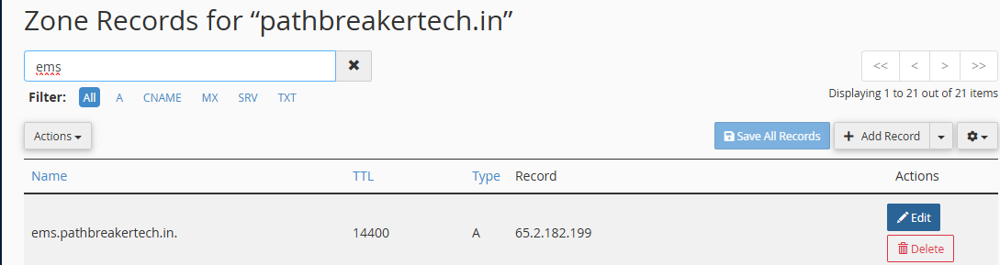 Zone Records for “pathbreakertech.in”
ems
<< < > >>
Filter: All A CNAME MX SRV TXT
Displaying 1 to 21 out of 21 items
Actions Save All Records + Add Record
Name TTL Type Record Actions
ems.pathbreakertech.in. 14400 A 65.2.182.199 Edit
Delete